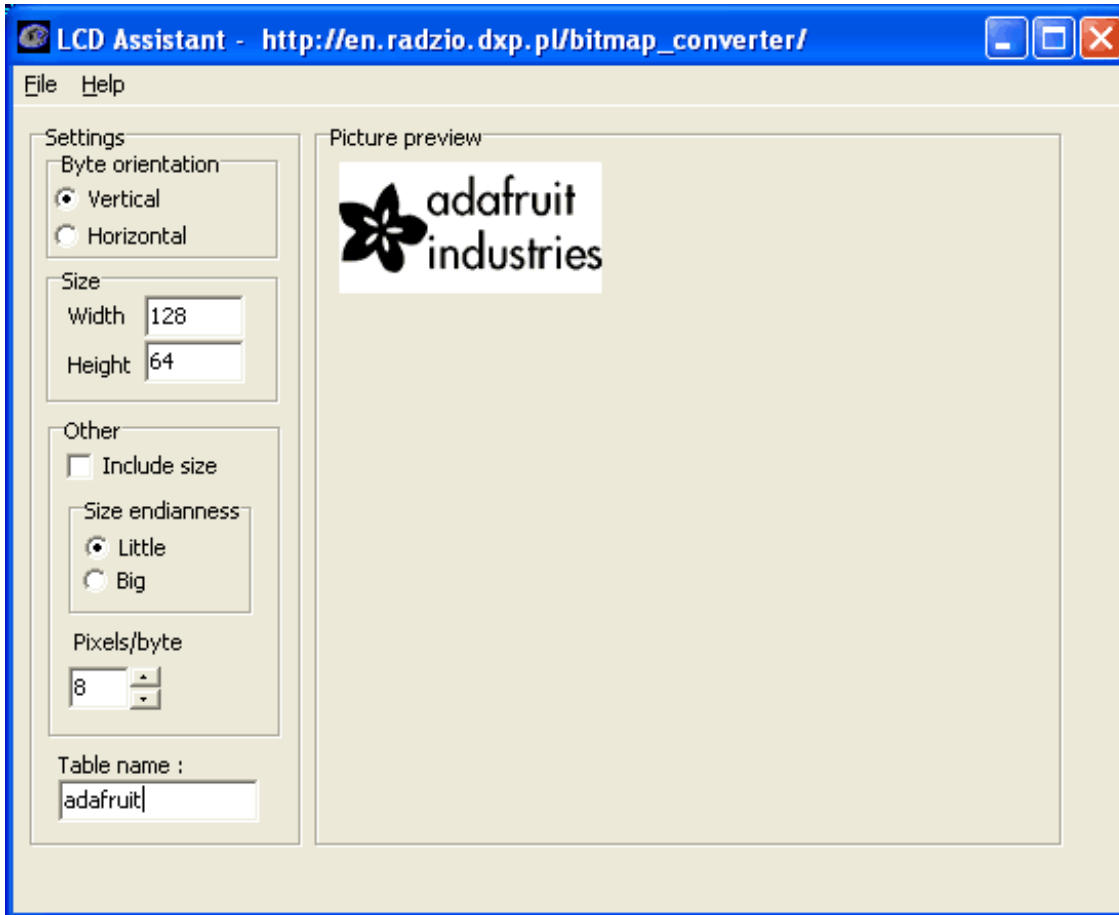 LCD Assistant - http://en.radzio.dxp.pl/bitmap_converter/
File Help
Settings
Byte orientation
Vertical
Horizontal
Size
Width 128
Height 64
Other
Include size
Size endianness
Little
Big
Pixels/byte
8
Table name :
adafruit
Picture preview
adafruit
industries